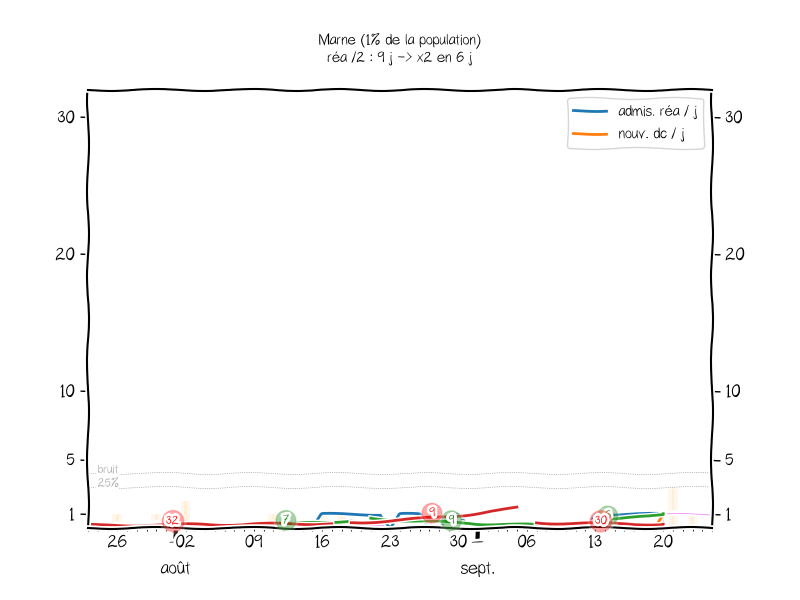 Marne (1% de la population)
réa /2 : 9 j -> x2 en 6 j
admis. réa / j
nouv. dc / j
30 30
20 20
10 10
5 5
bruit
25%
1 1
32 7 9 9 30
26 02 09 16 23 30 06 13 20
août sept.